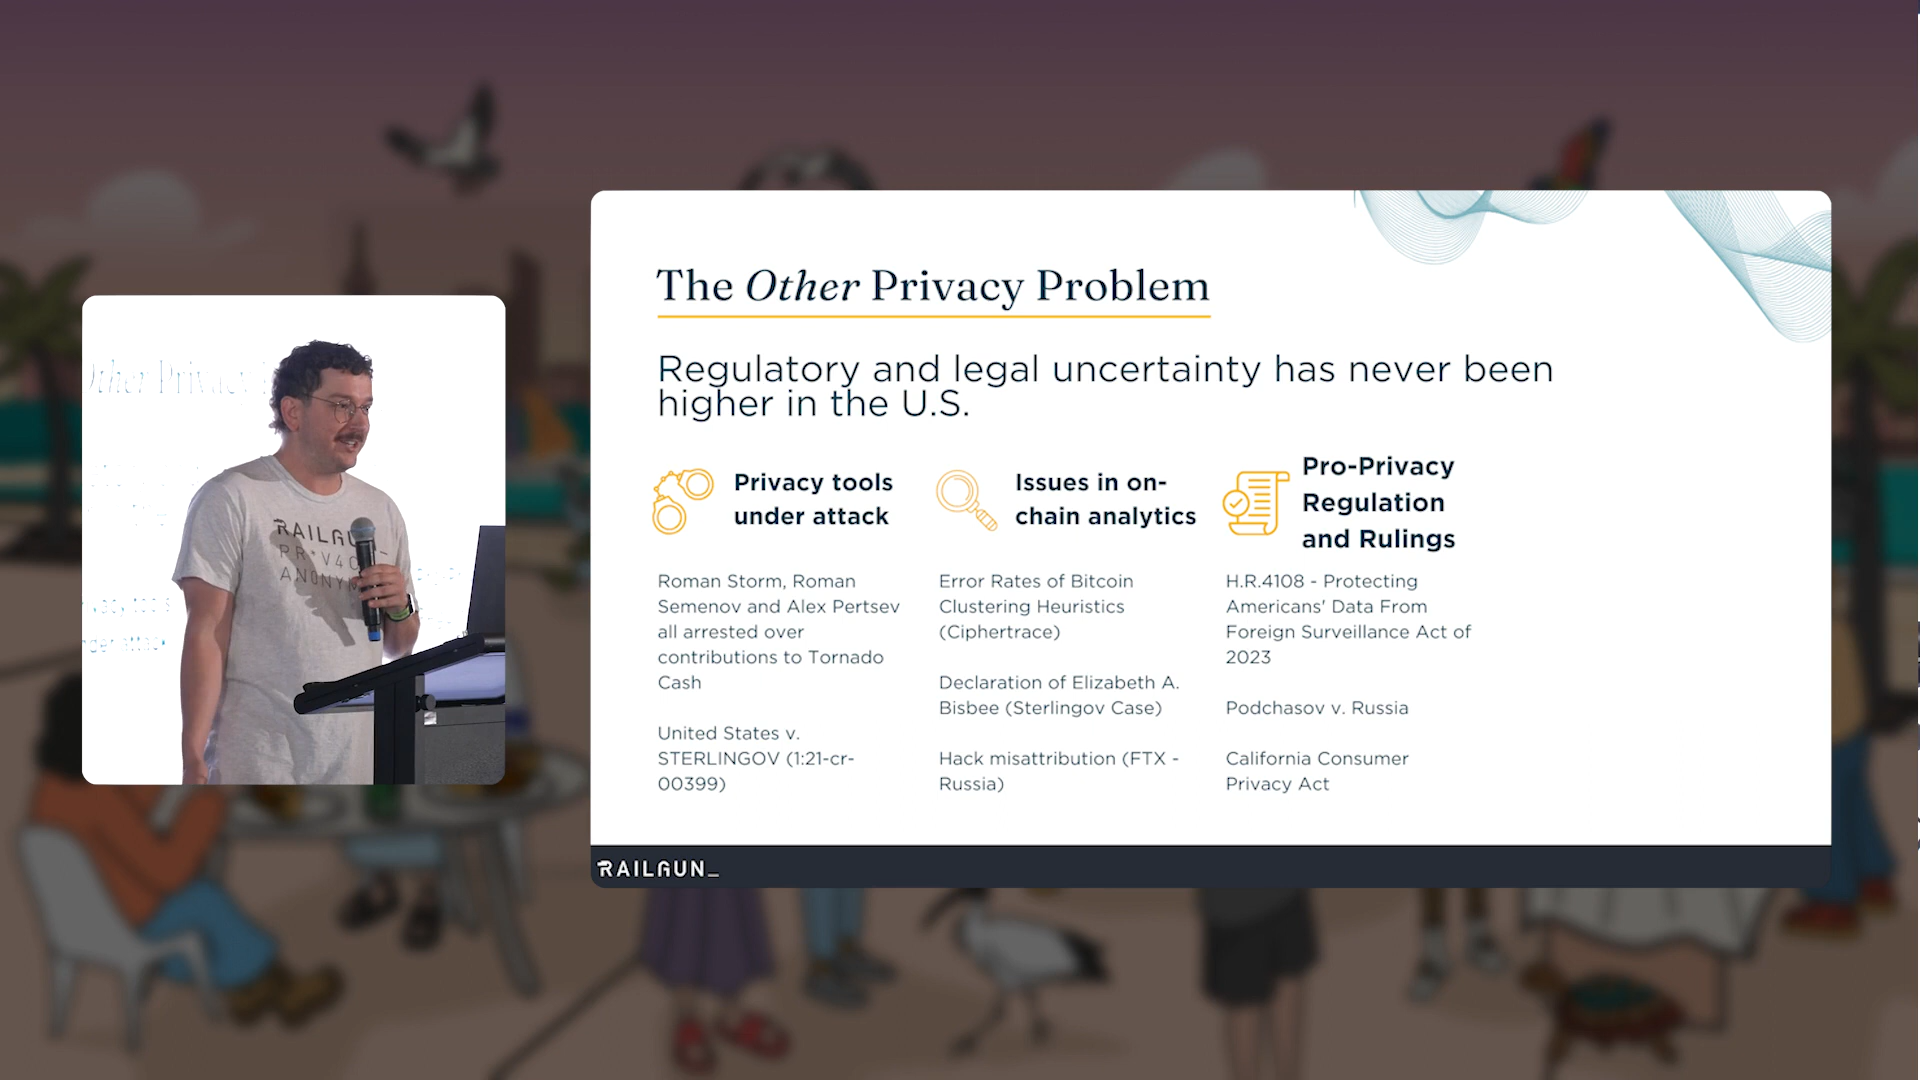 The Other Privacy Problem
Regulatory and legal uncertainty has never been
higher in the U.S.
Privacy tools
under attack
Roman Storm, Roman
Semenov and Alex Pertsev
all arrested over
contributions to Tornado
Cash
United States v.
STERLINGOV (1:21-cr-
00399)
Issues in on-
chain analytics
Error Rates of Bitcoin
Clustering Heuristics
(Ciphertrace)
Declaration of Elizabeth A.
Bisbee (Sterlingov Case)
Hack misattribution (FTX -
Russia)
Pro-Privacy
Regulation
and Rulings
H.R.4108 - Protecting
Americans' Data From
Foreign Surveillance Act of
2023
Podchasov v. Russia
California Consumer
Privacy Act
RAILGUN_